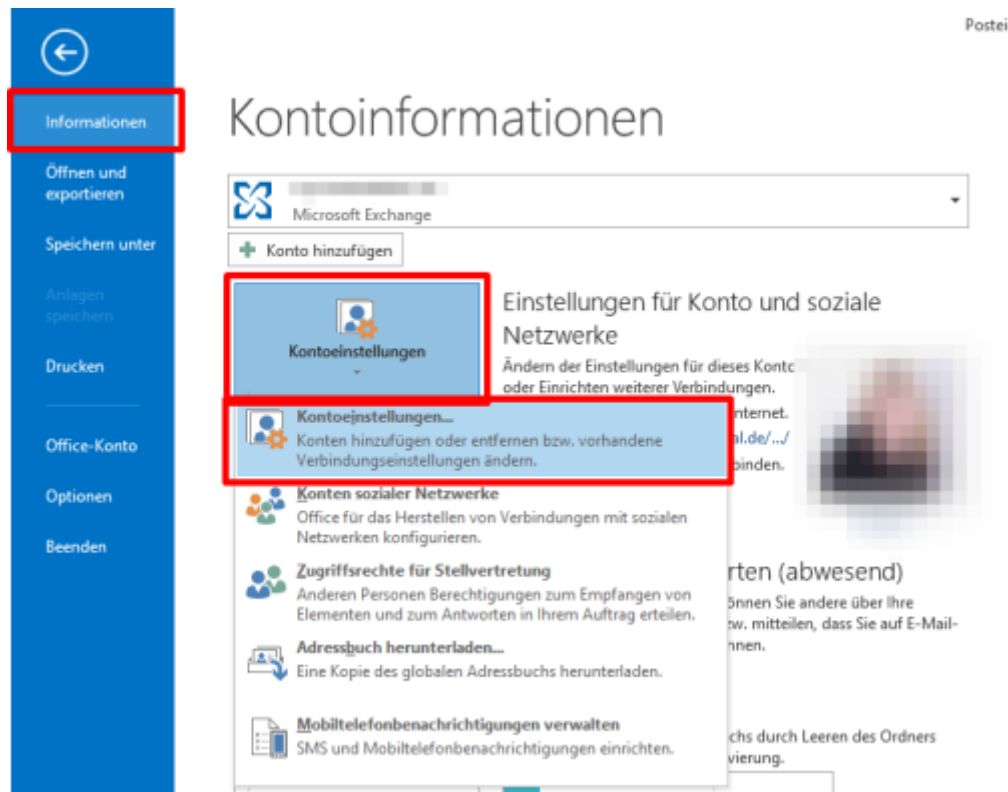 Postei
Informationen
Öffnen und
exportieren
Speichern unter
Anlagen
speichern
Drucken
Office-Konto
Optionen
Beenden
Kontoinformationen
Microsoft Exchange
Konto hinzufügen
Kontoeinstellungen
Einstellungen für Konto und soziale
Netzwerke
Ändern der Einstellungen für dieses Kontc
oder Einrichten weiterer Verbindungen.
nternet.
al.de/.../
binden.
Kontoeinstellungen...
Konten hinzufügen oder entfernen bzw. vorhandene
Verbindungseinstellungen ändern.
Konten sozialer Netzwerke
Office für das Herstellen von Verbindungen mit sozialen
Netzwerken konfigurieren.
Zugriffsrechte für Stellvertretung
Anderen Personen Berechtigungen zum Empfangen von
Elementen und zum Antworten in Ihrem Auftrag erteilen.
Adressbuch herunterladen...
Eine Kopie des globalen Adressbuchs herunterladen.
Mobiltelefonbenachrichtigungen verwalten
SMS und Mobiltelefonbenachrichtigungen einrichten.
rten (abwesend)
önnen Sie andere über Ihre
zw. mitteilen, dass Sie auf E-Mail-
nnen.
chs durch Leeren des Ordners
vierung.